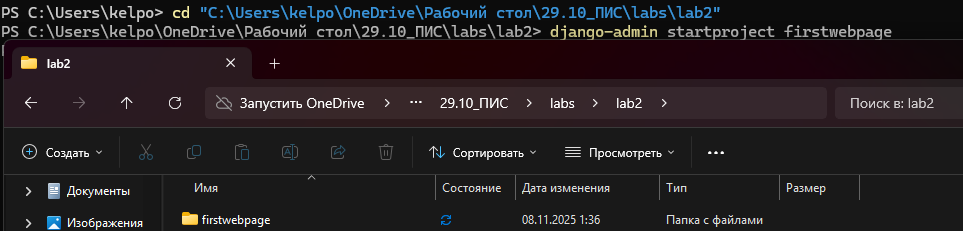 PS C:\Users\kelpo> cd "C:\Users\kelpo\OneDrive\Рабочий стол\29.10_ПИС\labs\lab2"
PS C:\Users\kelpo\OneDrive\Рабочий стол\29.10_ПИС\labs\lab2> django-admin startproject firstwebpage
lab2
Запустить OneDrive > ... 29.10_ПИС > labs > lab2 >
Поиск в: lab2
Создать
Сортировать
Просмотреть
...
Документы
Изображения
Имя Состояние Дата изменения Тип Размер
firstwebpage 08.11.2025 1:36 Папка с файлами